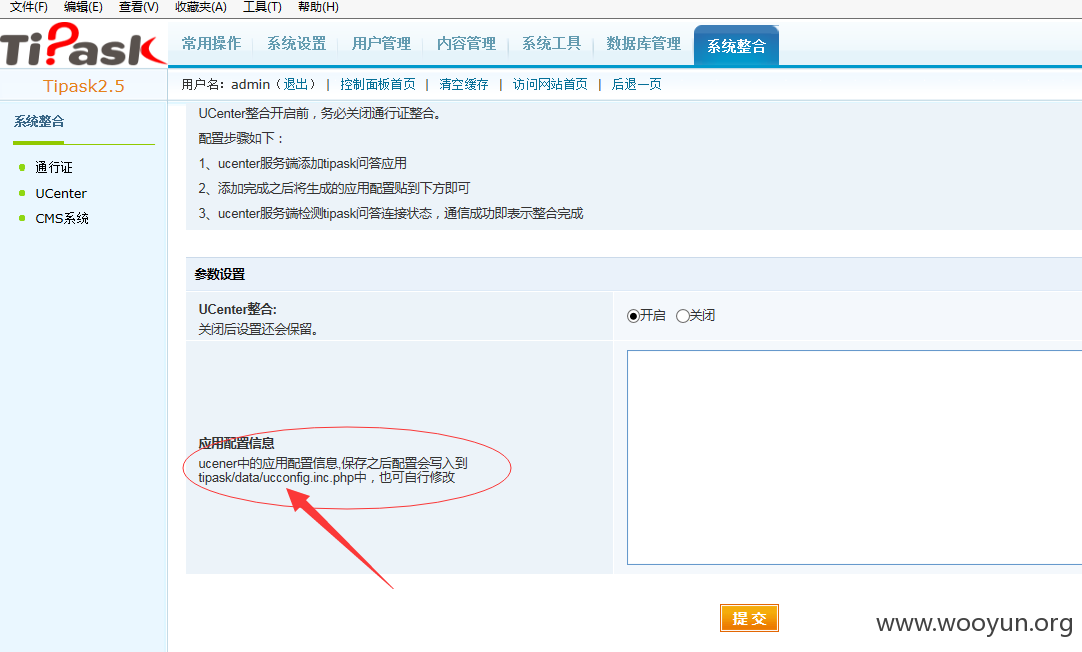 文件(F) 编辑(E) 查看(V) 收藏夹(A) 工具(T) 帮助(H)
Tipask
常用操作 系统设置 用户管理 内容管理 系统工具 数据库管理 系统整合
Tipask2.5
用户名：admin（退出） | 控制面板首页 | 清空缓存 | 访问网站首页 | 后退一页
系统整合
通行证
UCenter
CMS系统
UCenter整合开启前，务必关闭通行证整合。
配置步骤如下：
1、ucenter服务端添加tipask问答应用
2、添加完成之后将生成的应用配置贴到下方即可
3、ucenter服务端检测tipask问答连接状态，通信成功即表示整合完成
参数设置
UCenter整合:
关闭后设置还会保留。
开启 关闭
应用配置信息
ucener中的应用配置信息,保存之后配置会写入到
tipask/data/ucconfig.inc.php中，也可自行修改
提 交
www.wooyun.org